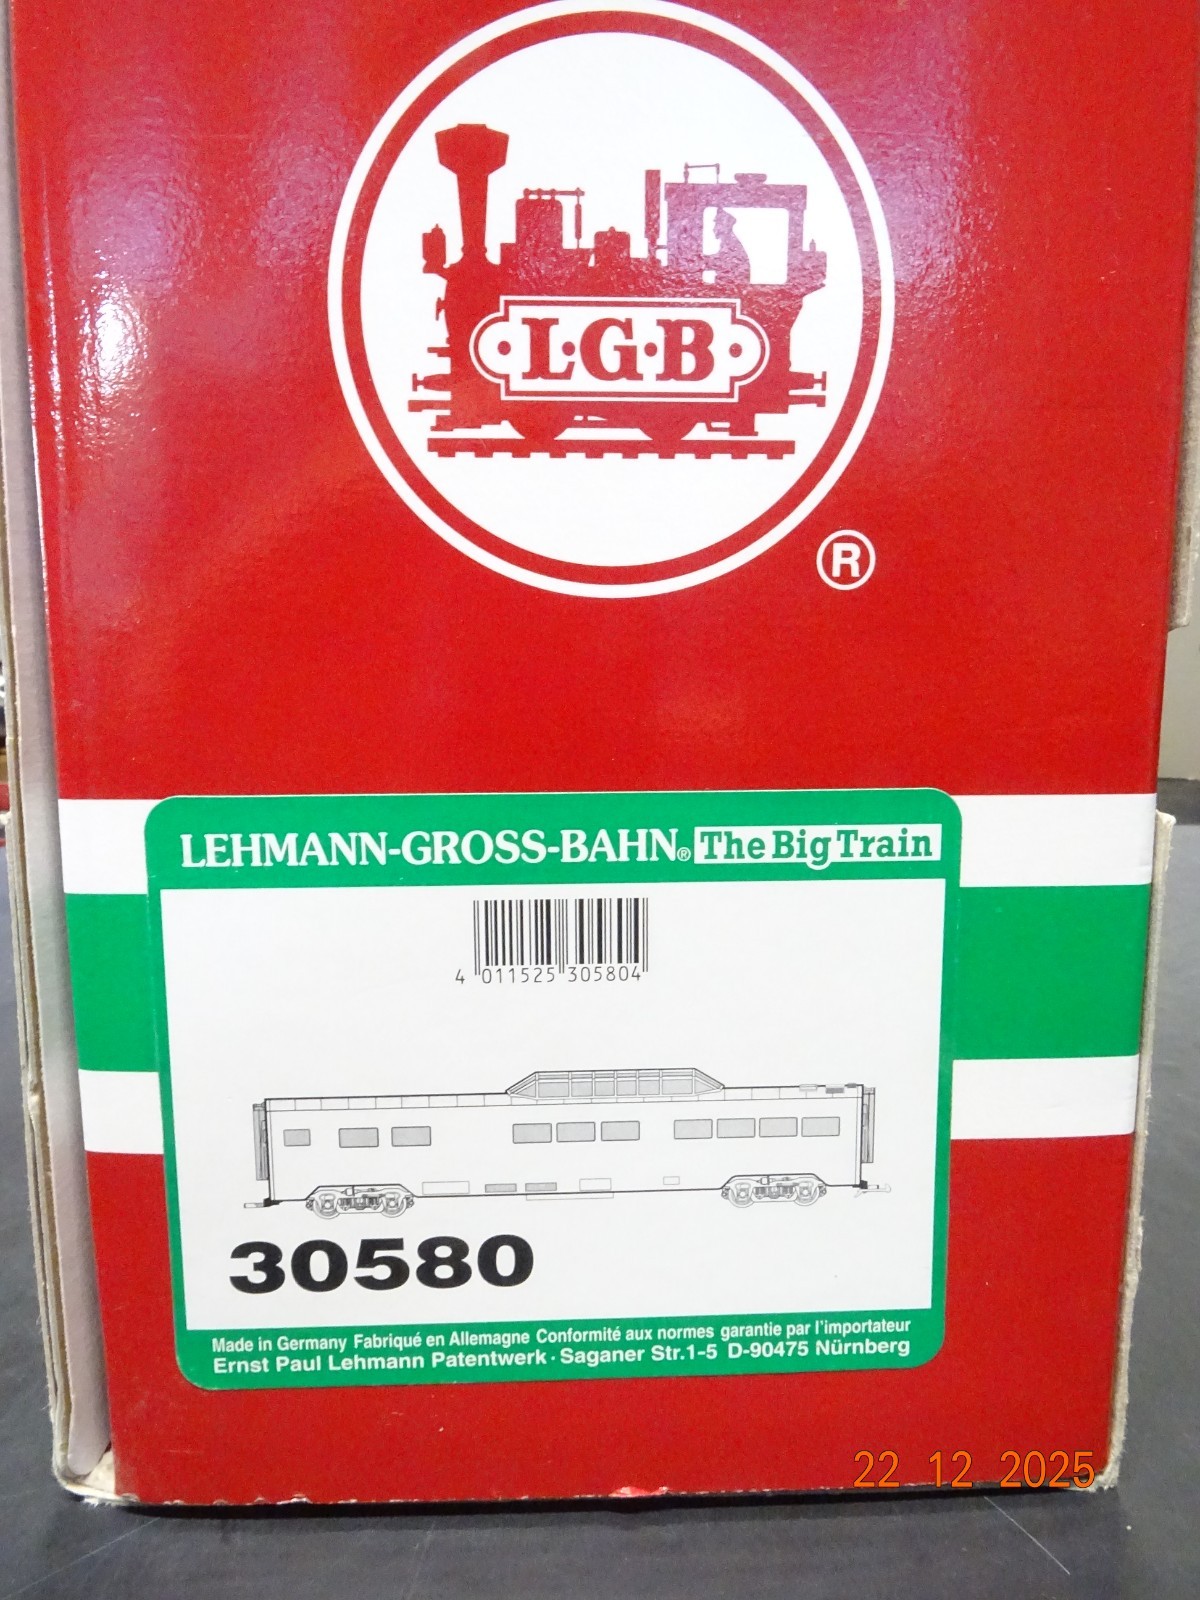 L·G·B
®
LEHMANN-GROSS-BAHN® The Big Train
4 011525 305804
30580
Made in Germany Fabriqué en Allemagne Conformité aux normes garantie par l'importateur
Ernst Paul Lehmann Patentwerk · Saganer Str.1-5 D-90475 Nürnberg
22 12 2025